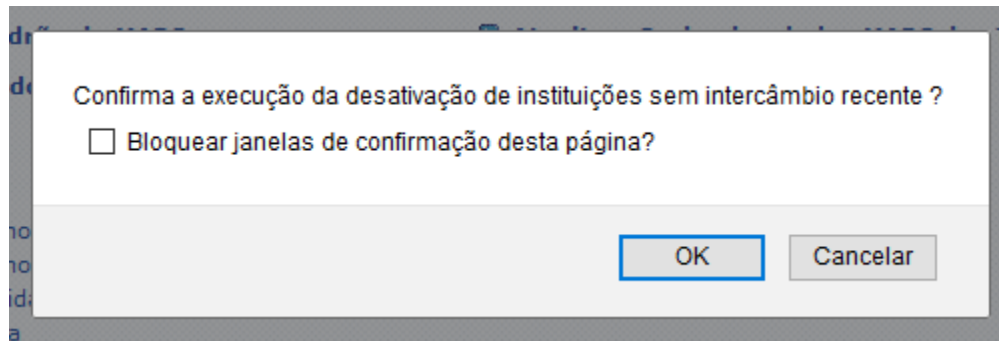 Confirma a execução da desativação de instituições sem intercâmbio recente ?
Bloquear janelas de confirmação desta página?
OK
Cancelar